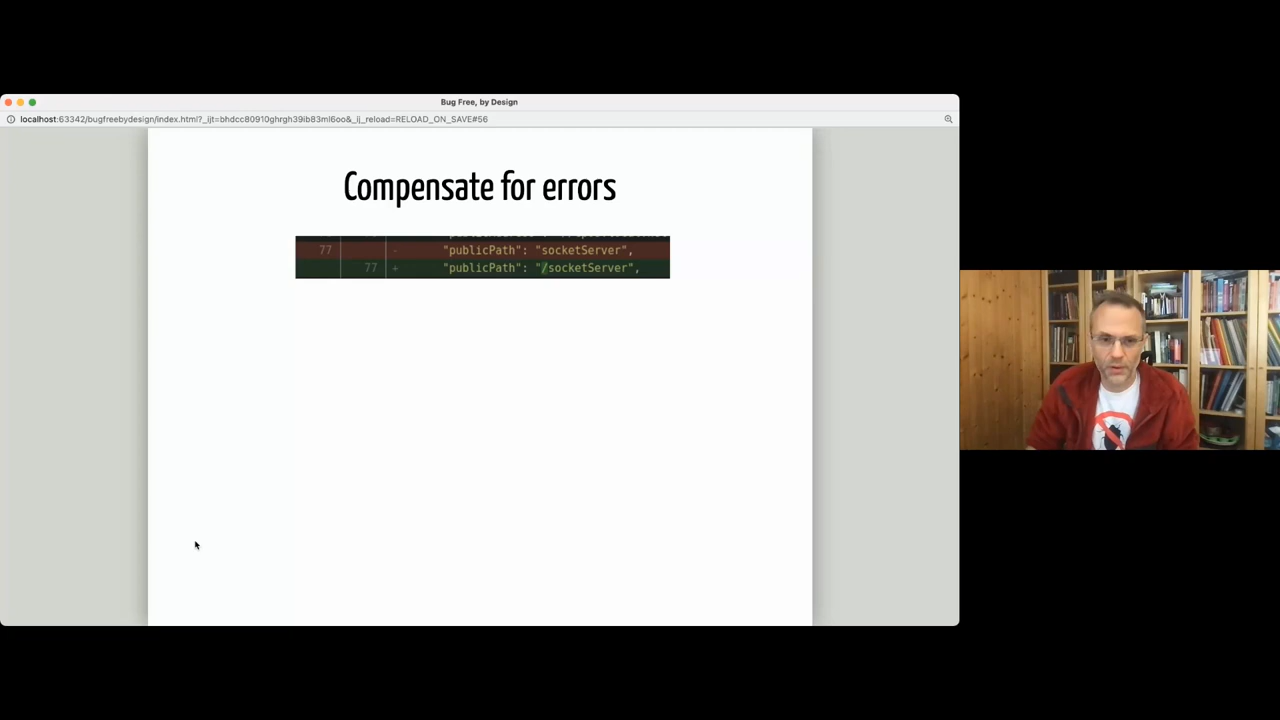 Bug Free, by Design
localhost:63342/bugfreebydesign/index.html?_ijt=bhdcc80910ghrgh39ib83ml6oo&_ij_reload=RELOAD_ON_SAVE#56
Compensate for errors
77 - "publicPath": "socketServer",
77 + "publicPath": "/socketServer",